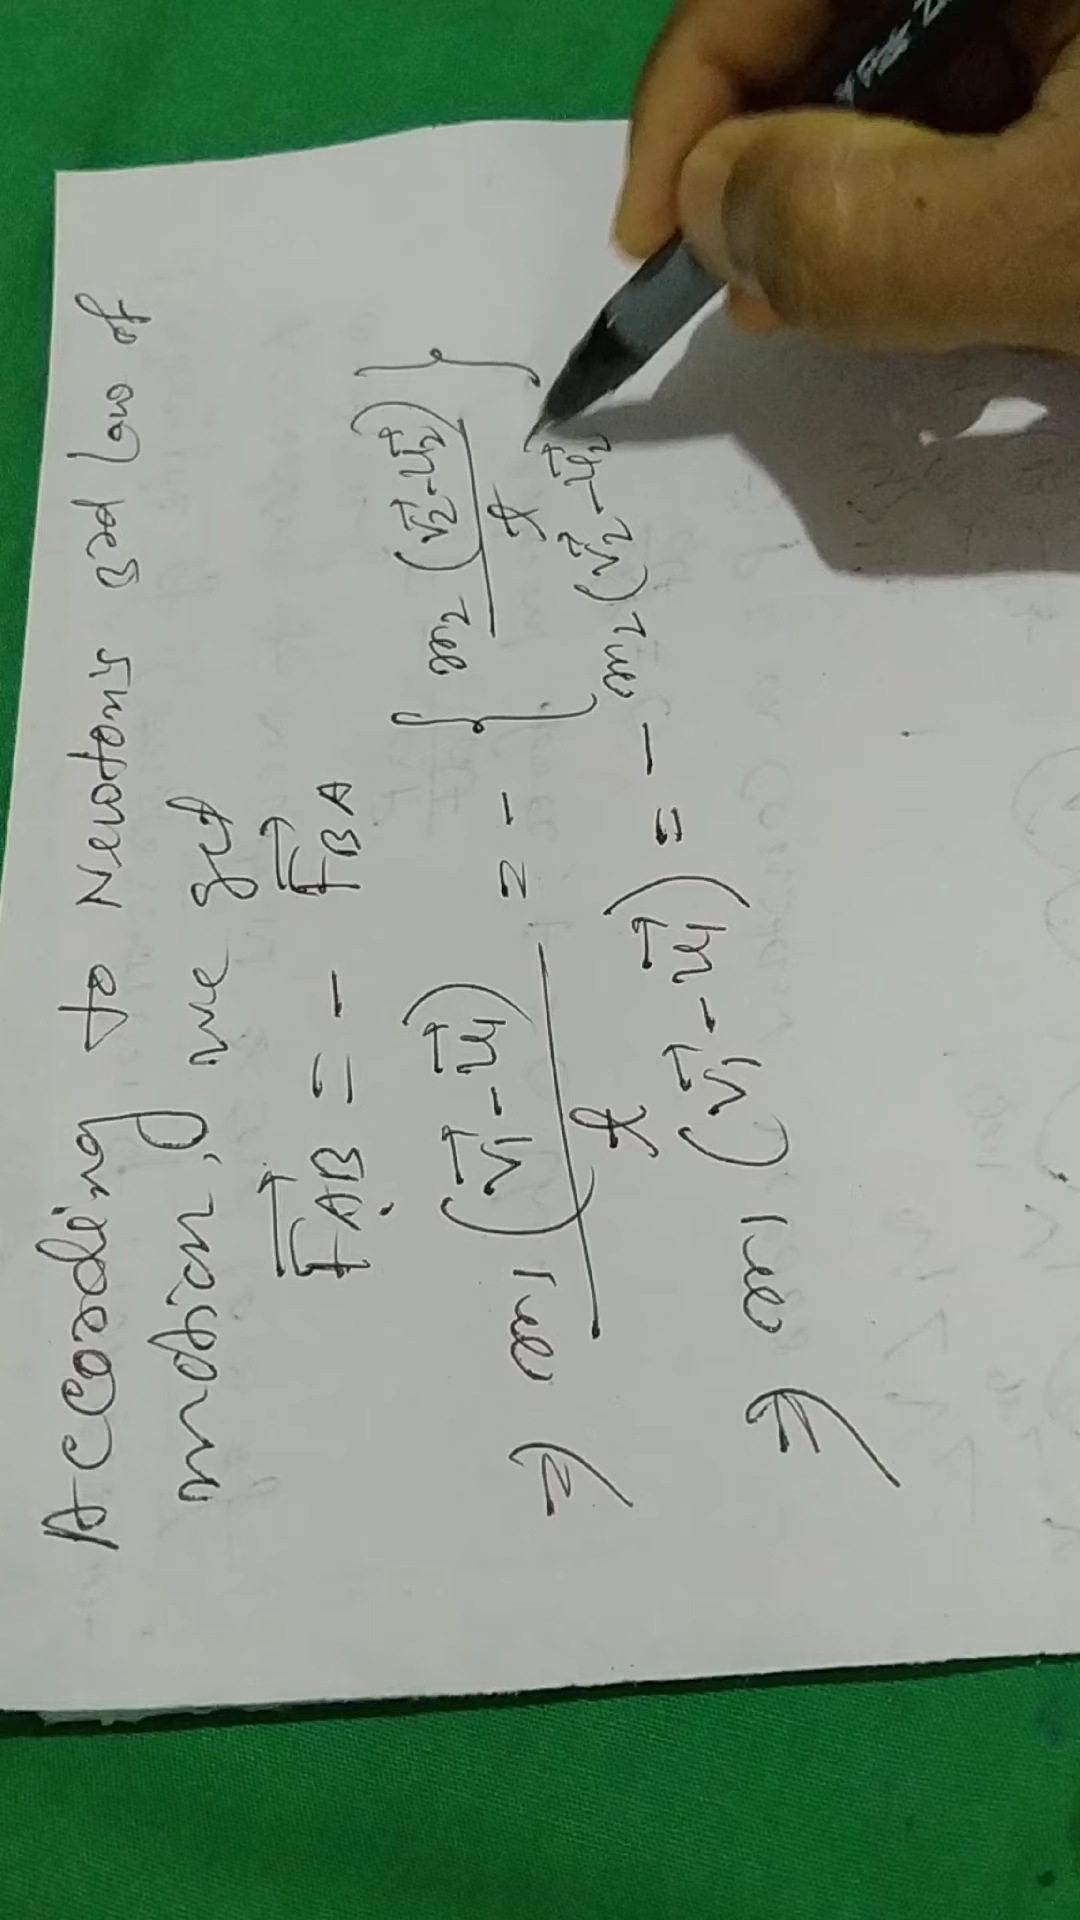 According to Newton's 3rd law of
motion, we get
F⃗AB = - F⃗BA
⇒ m1 (v⃗1 - u⃗1) / t = - { m2 (v⃗2 - u⃗2) / t }
⇒ m1 (v⃗1 - u⃗1) = - m2 (v⃗2 - u⃗2